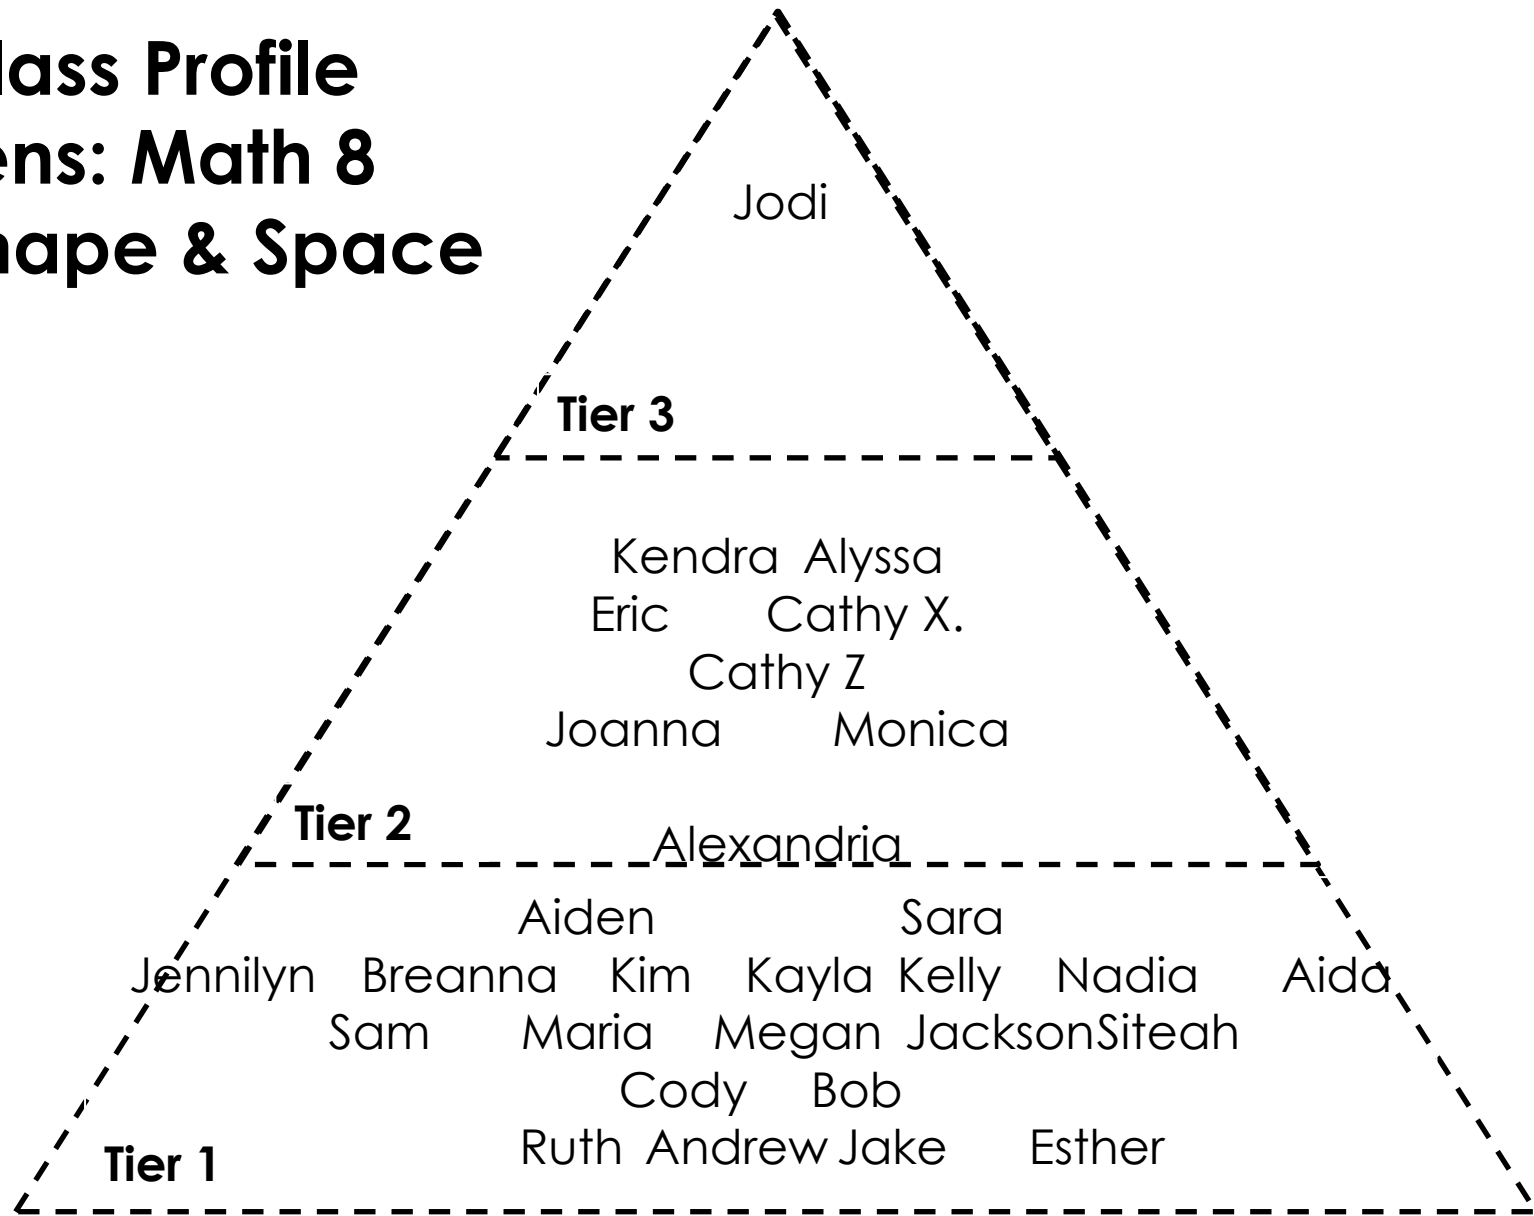 lass Profile
ens: Math 8
hape & Space
Jodi
Tier 3
Kendra Alyssa
Eric Cathy X.
Cathy Z
Joanna Monica
Tier 2
Alexandria
Aiden Sara
Jennilyn Breanna Kim Kayla Kelly Nadia Aida
Sam Maria Megan Jackson Siteah
Cody Bob
Ruth Andrew Jake Esther
Tier 1